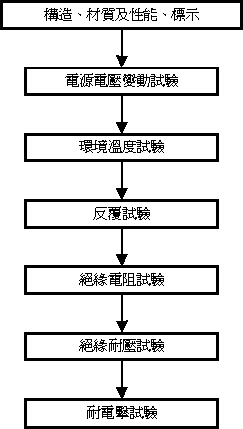 構造、材質及性能、標示
電源電壓變動試驗
環境溫度試驗
反覆試驗
絕緣電阻試驗
絕緣耐壓試驗
耐電擊試驗